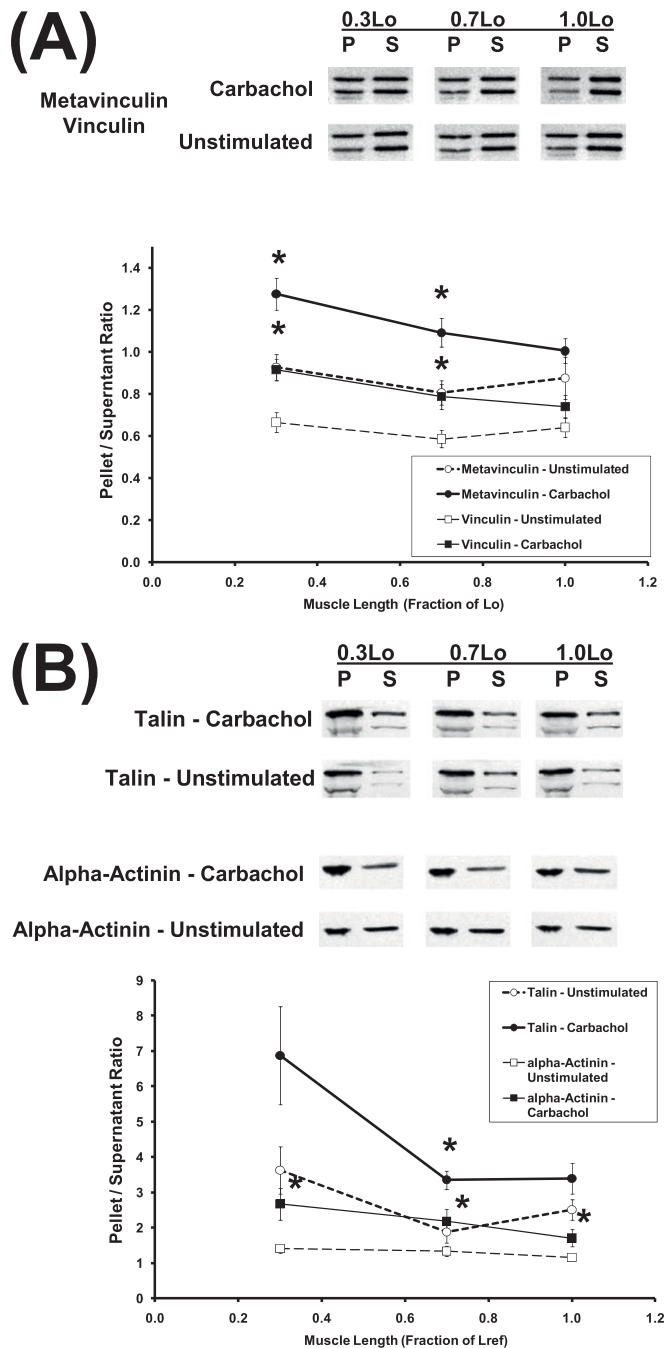 (A)
0.3Lo 0.7Lo 1.0Lo
P S P S P S
Metavinculin
Vinculin
Carbachol
Unstimulated
*
*
*
*
1.4
1.2
1.0
0.8
0.6
0.4
0.2
0.0
Pellet / Superntant Ratio
Metavinculin - Unstimulated
Metavinculin - Carbachol
Vinculin - Unstimulated
Vinculin - Carbachol
0.0 0.2 0.4 0.6 0.8 1.0 1.2
Muscle Length (Fraction of Lo)
(B)
0.3Lo 0.7Lo 1.0Lo
P S P S P S
Talin - Carbachol
Talin - Unstimulated
Alpha-Actinin - Carbachol
Alpha-Actinin - Unstimulated
9
8
7
6
5
4
3
2
1
0
Pellet / Supernatant Ratio
Talin - Unstimulated
Talin - Carbachol
alpha-Actinin -
Unstimulated
alpha-Actinin -
Carbachol
*
*
*
*
0.0 0.2 0.4 0.6 0.8 1.0 1.2
Muscle Length (Fraction of Lref)